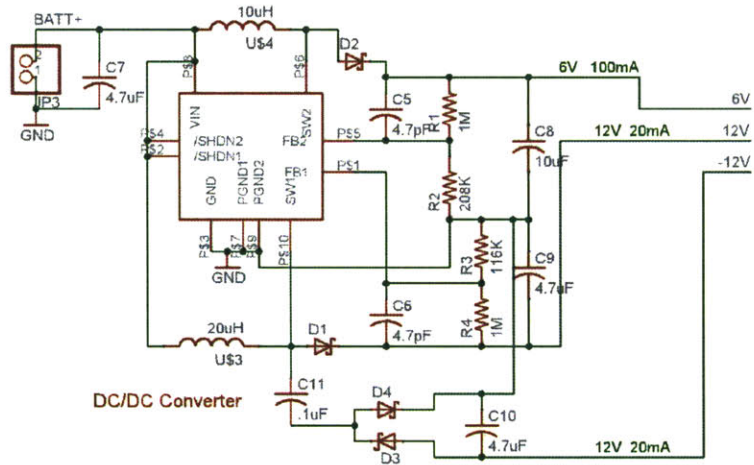 10uH
BATT+
U$4
D2
2
1
JP3
C7
4.7uF
GND
P$8
P$6
6V 100mA
VIN
SW2
C5
4.7pF
R1
1M
6V
P$4
/SHDN2
FB2
P$5
12V 20mA
12V
P$2
/SHDN1
FB1
P$1
C8
10uF
-12V
GND
PGND1
PGND2
SW1
R2
208K
P$3
P$7
P$9
P$10
GND
R3
116K
C9
4.7uF
20uH
U$3
D1
C6
4.7pF
R4
1M
C11
.1uF
DC/DC Converter
D4
D3
C10
4.7uF
12V 20mA